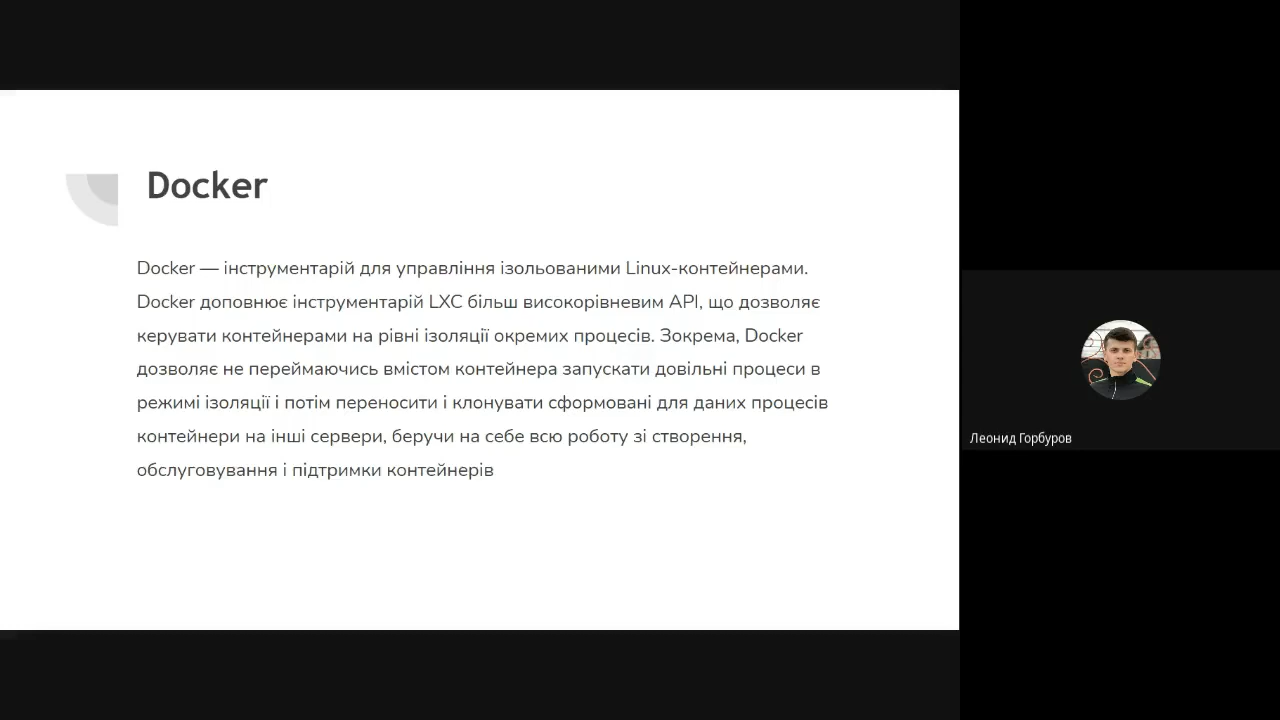 Docker
Docker — інструментарій для управління ізольованими Linux-контейнерами.
Docker доповнює інструментарій LXC більш високорівневим API, що дозволяє
керувати контейнерами на рівні ізоляції окремих процесів. Зокрема, Docker
дозволяє не переймаючись вмістом контейнера запускати довільні процеси в
режимі ізоляції і потім переносити і клонувати сформовані для даних процесів
контейнери на інші сервери, беручи на себе всю роботу зі створення,
обслуговування і підтримки контейнерів
Леонид Горбуров